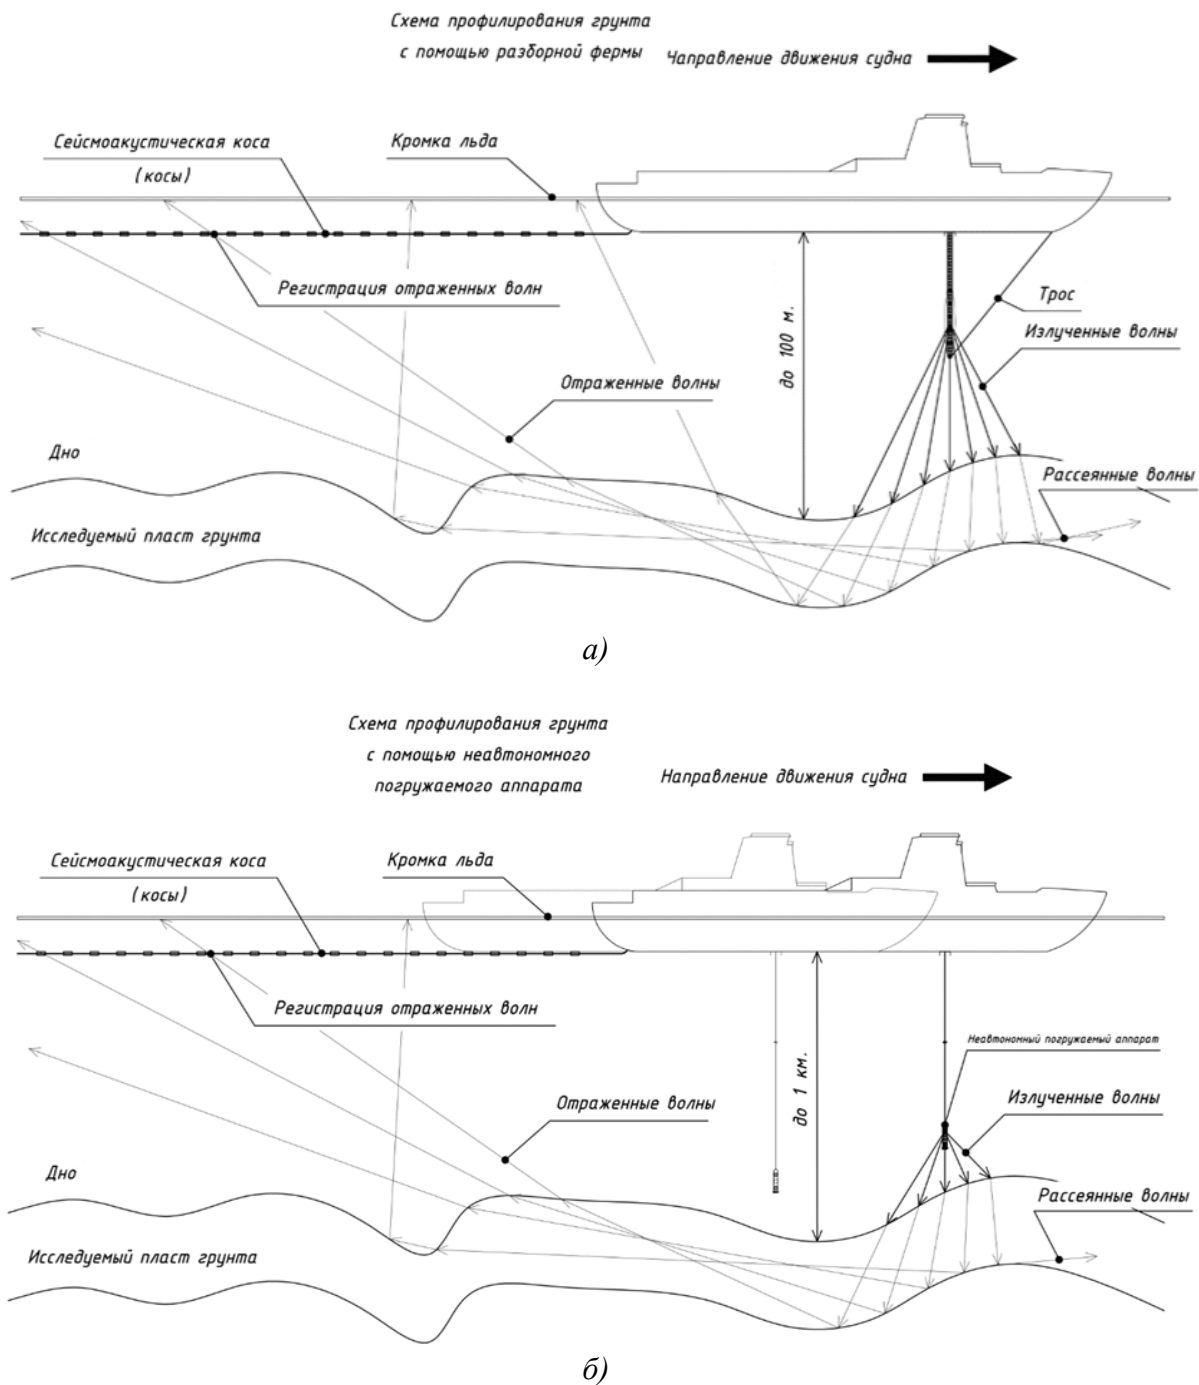 Схема профилирования грунта
с помощью разборной фермы
Чаправление движения судна
Сейсмоакустическая коса
(косы)
Кромка льда
Регистрация отраженных волн
до 100 м.
Трос
Излученные волны
Отраженные волны
Дно
Рассеянные волны
Исследуемый пласт грунта
а)
Схема профилирования грунта
с помощью неавтономного
погружаемого аппарата
Направление движения судна
Сейсмоакустическая коса
(косы)
Кромка льда
Регистрация отраженных волн
до 1 км.
Неавтономный погружаемый аппарат
Излученные волны
Отраженные волны
Дно
Рассеянные волны
Исследуемый пласт грунта
б)